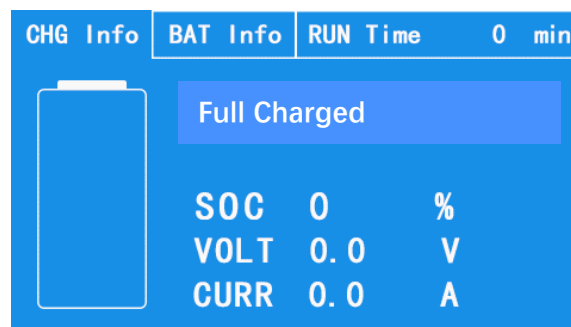 CHG Info BAT Info RUN Time 0 min
Full Charged
SOC 0 %
VOLT 0.0 V
CURR 0.0 A